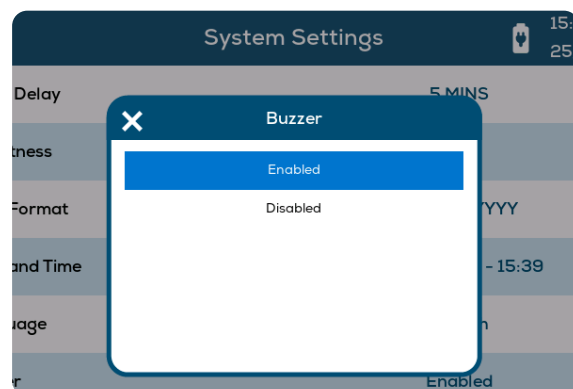 System Settings
15:
25
Delay
5 MINS
Buzzer
tness
Enabled
Format
Disabled
YYYY
and Time
- 15:39
uage
n
r
Enabled